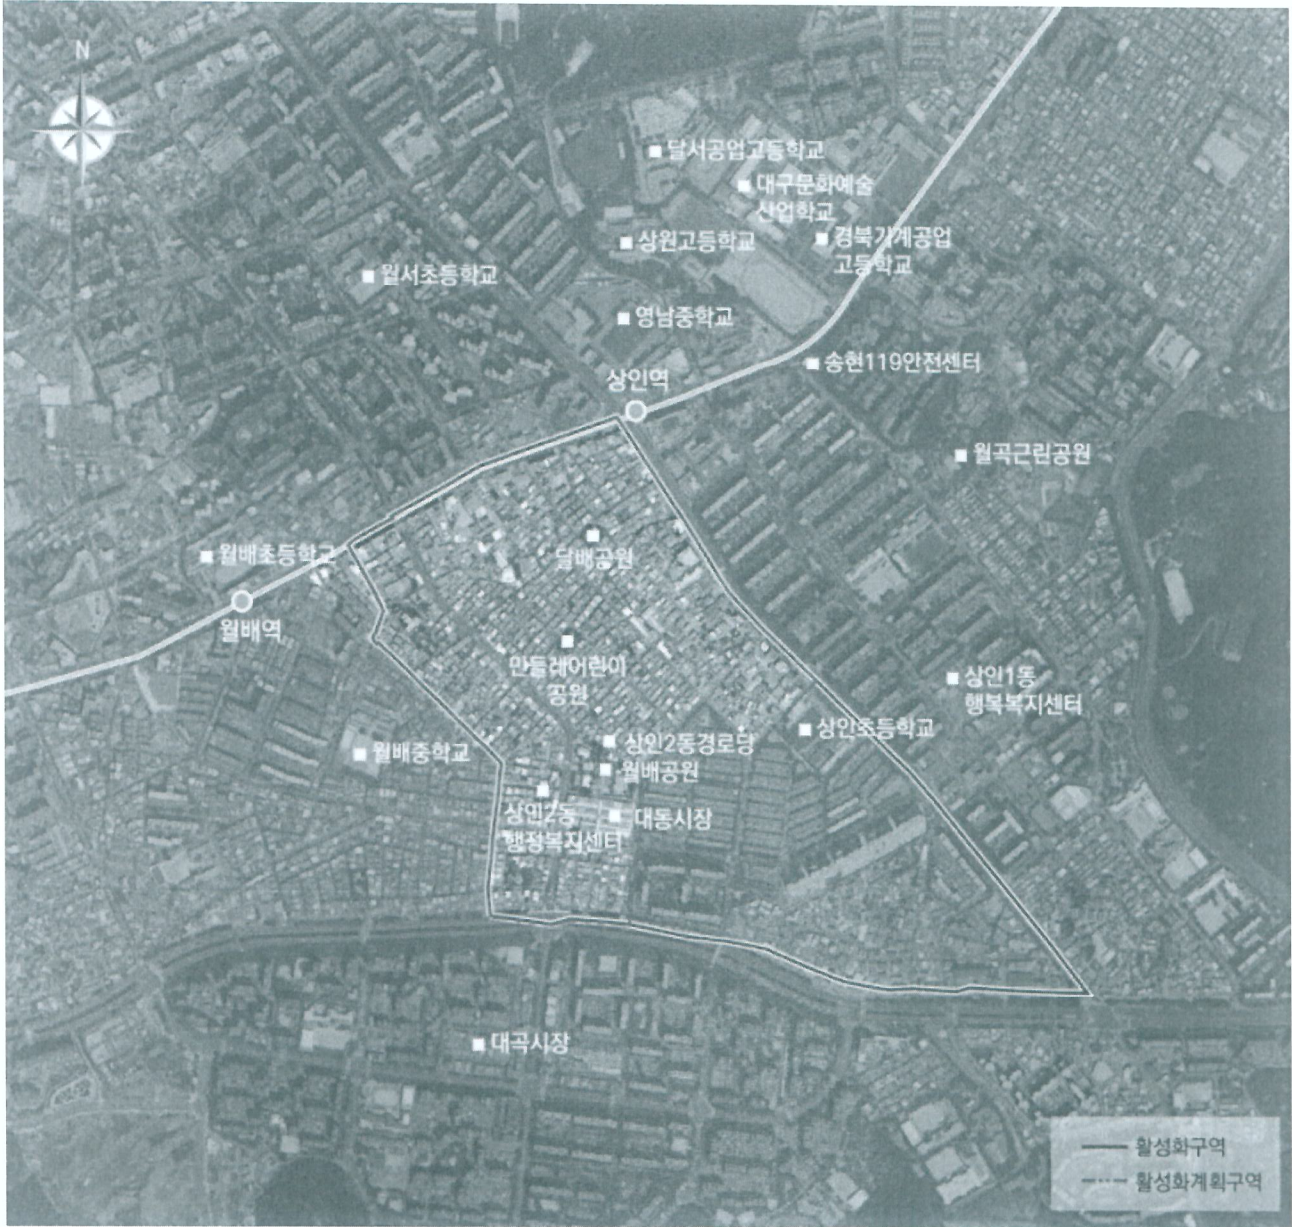 N
달서공업고등학교
대구문화예술
산업학교
경북기계공업
고등학교
상원고등학교
월서초등학교
영남중학교
송현119안전센터
상인역
월곡근린공원
달배공원
월배초등학교
월배역
만들레어린이
공원
상인1동
행복복지센터
상인초등학교
상인2동경로당
월배중학교
월배공원
상인2동
행정복지센터
대동시장
대곡시장
활성화구역
활성화계획구역